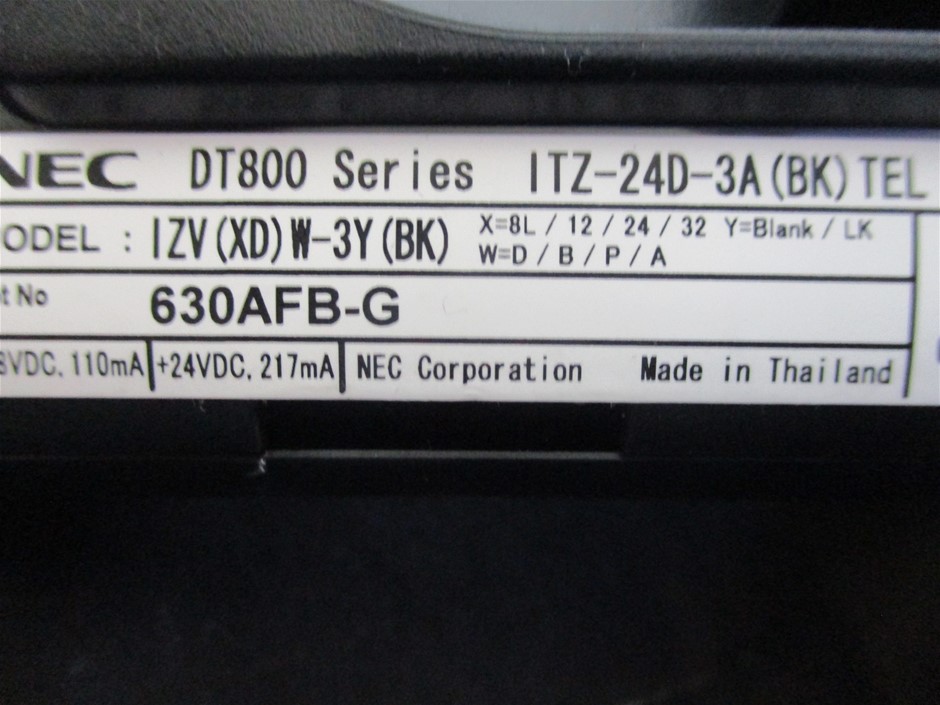 NEC DT800 Series ITZ-24D-3A(BK)TEL
ODEL : IZV(XD)W-3Y(BK) X=8L / 12 / 24 / 32 Y=Blank / LK
W=D / B / P / A
t No 630AFB-G
8VDC, 110mA +24VDC, 217mA NEC Corporation Made in Thailand